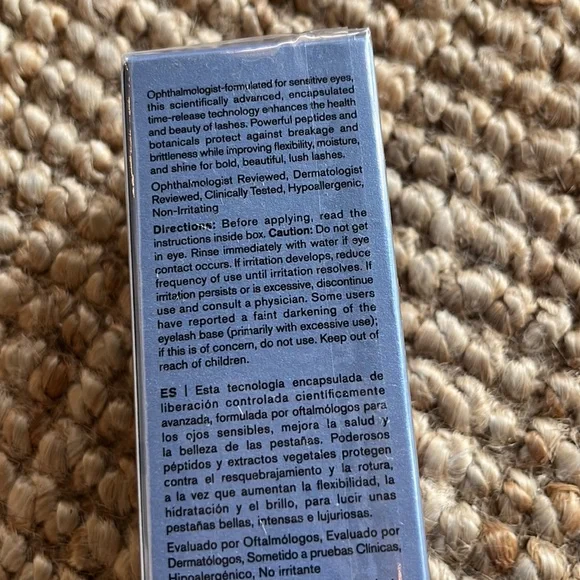 Ophthalmologist-formulated for sensitive eyes,
this scientifically advanced, encapsulated
time-release technology enhances the health
and beauty of lashes. Powerful peptides and
botanicals protect against breakage and
brittleness while improving flexibility, moisture,
and shine for bold, beautiful, lush lashes.
Ophthalmologist Reviewed, Dermatologist
Reviewed, Clinically Tested, Hypoallergenic,
Non-Irritating
Directions: Before applying, read the
instructions inside box. Caution: Do not get
in eye. Rinse immediately with water if eye
contact occurs. If irritation develops, reduce
frequency of use until irritation resolves. If
irritation persists or is excessive, discontinue
use and consult a physician. Some users
have reported a faint darkening of the
eyelash base (primarily with excessive use);
if this is of concern, do not use. Keep out of
reach of children.
ES | Esta tecnología encapsulada de
liberación controlada científicamente
avanzada, formulada por oftalmólogos para
los ojos sensibles, mejora la salud y
la belleza de las pestañas. Poderosos
péptidos y extractos vegetales protegen
contra el resquebrajamiento y la rotura,
a la vez que aumentan la flexibilidad, la
hidratación y el brillo, para lucir unas
pestañas bellas, intensas e lujuriosas.
Evaluado por Oftalmólogos, Evaluado por
Dermatólogos, Sometido a pruebas Clínicas,
Hipoalergénico, No irritante